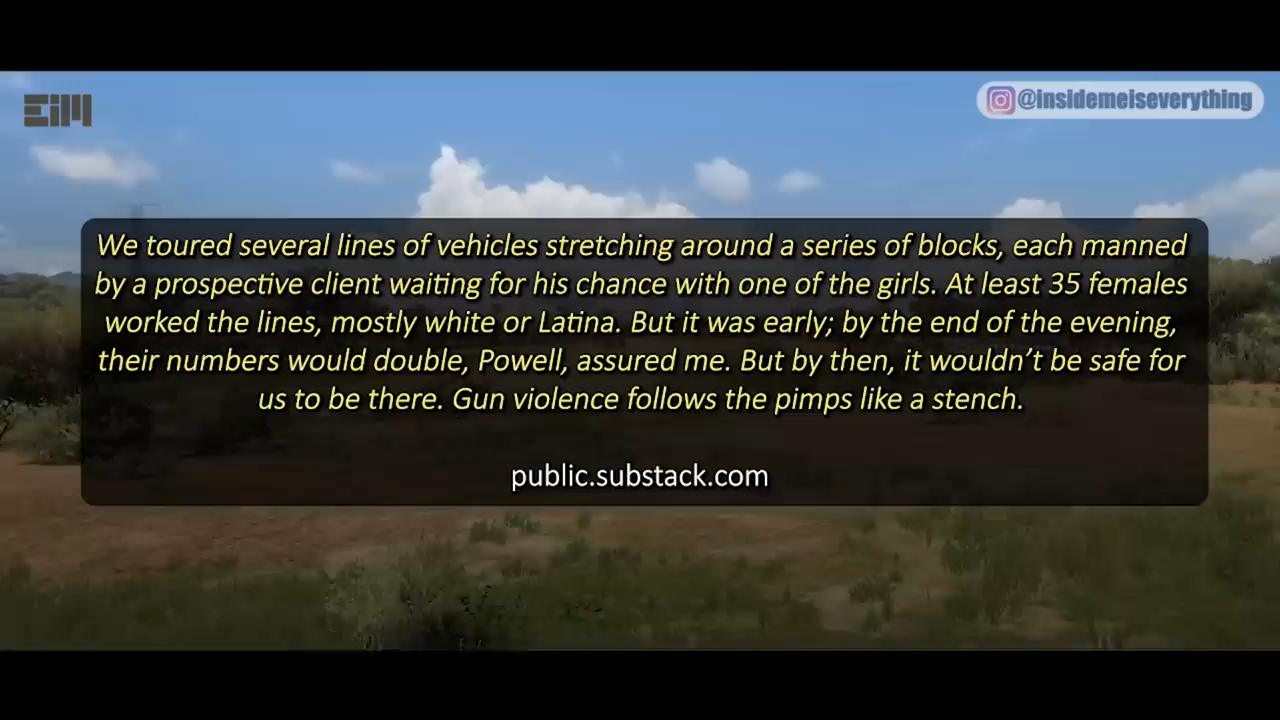 EiM
@insidemeiseverything
We toured several lines of vehicles stretching around a series of blocks, each manned
by a prospective client waiting for his chance with one of the girls. At least 35 females
worked the lines, mostly white or Latina. But it was early; by the end of the evening,
their numbers would double, Powell, assured me. But by then, it wouldn’t be safe for
us to be there. Gun violence follows the pimps like a stench.
public.substack.com